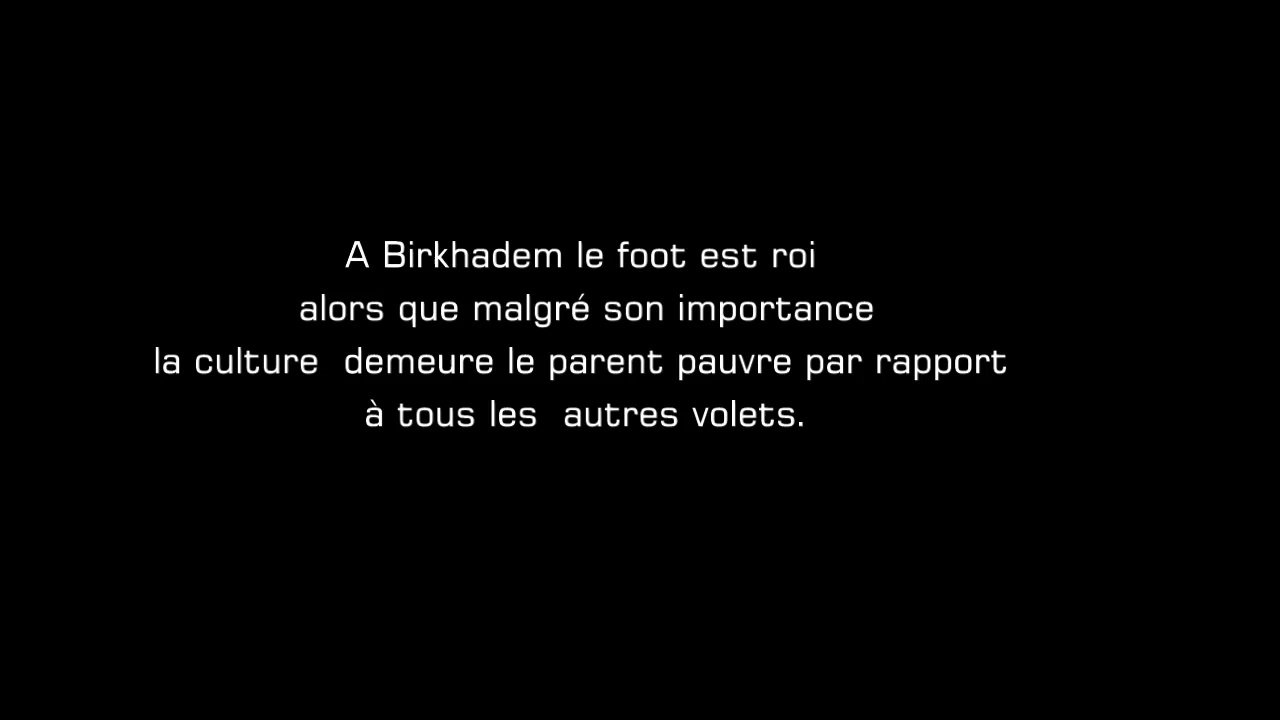 A Birkhadem le foot est roi
alors que malgré son importance
la culture  demeure le parent pauvre par rapport
à tous les  autres volets.